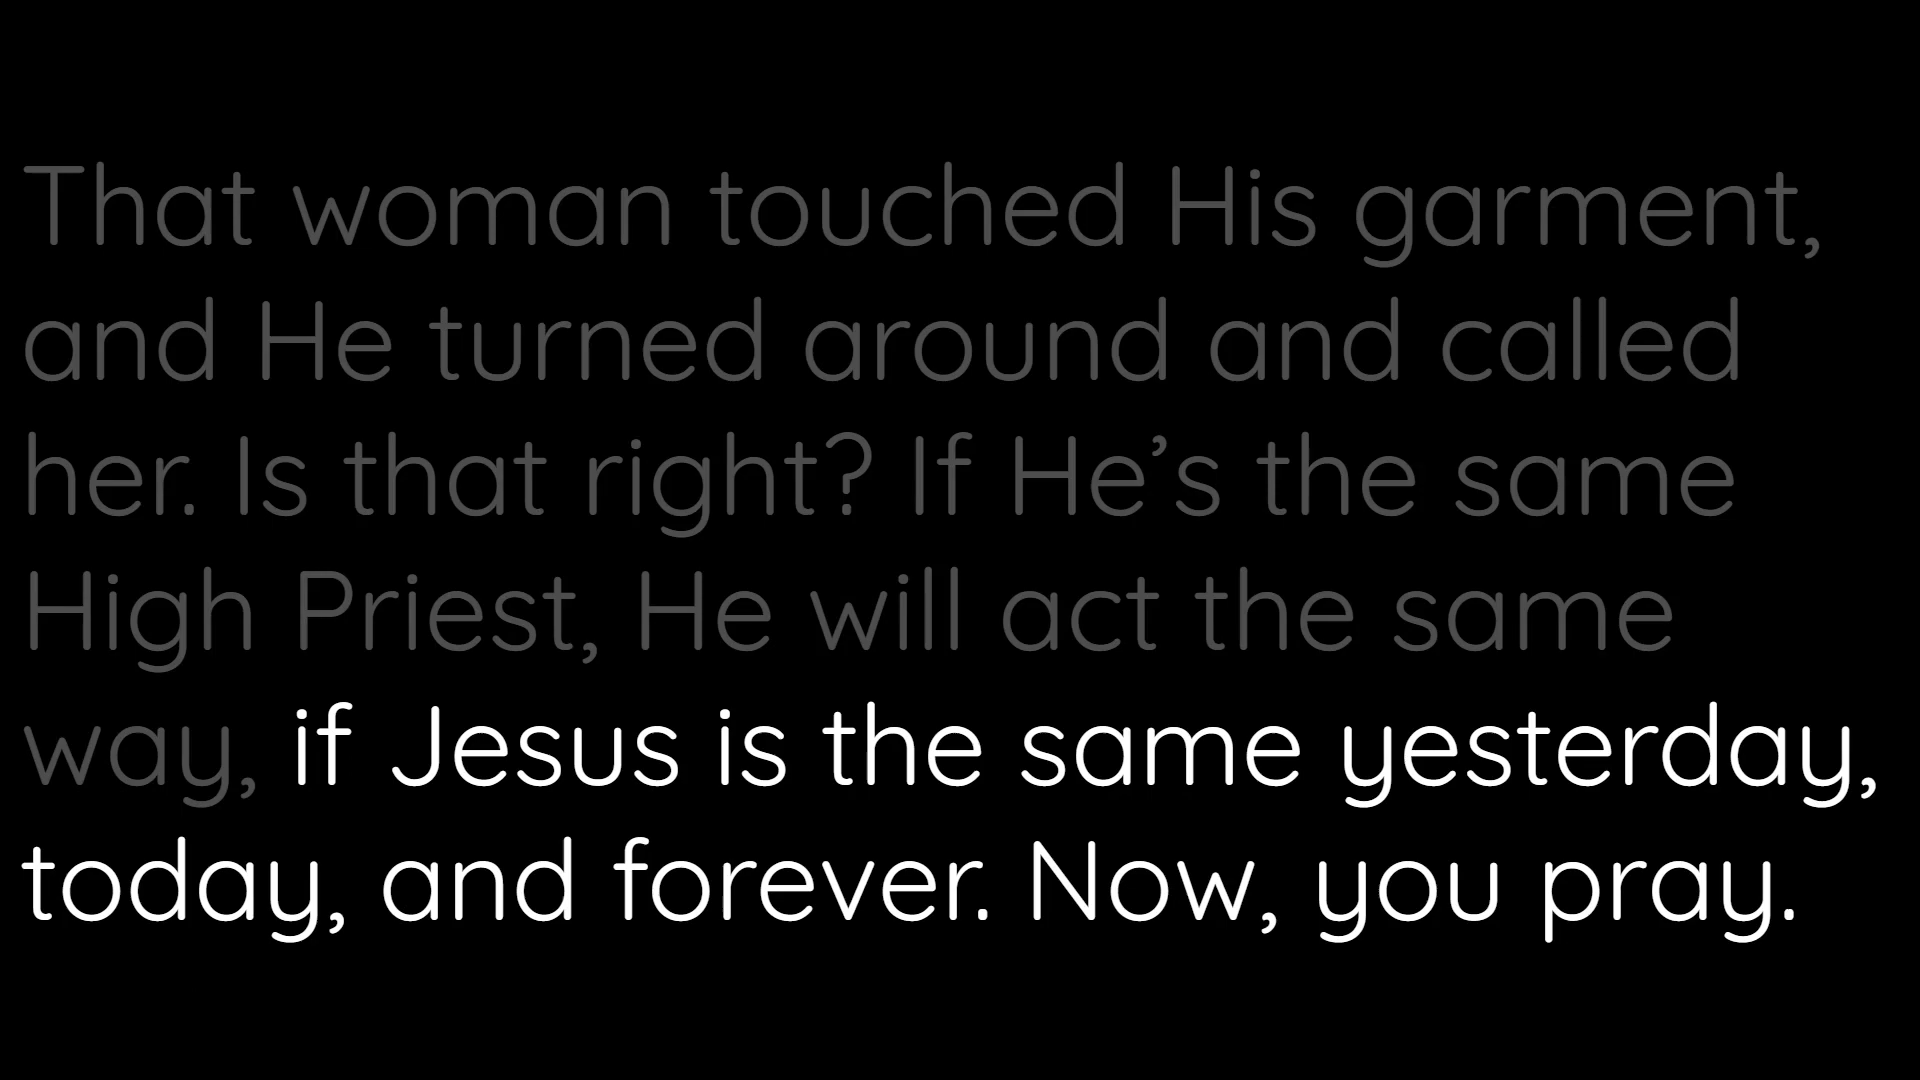 That woman touched His garment,
and He turned around and called
her. Is that right? If He’s the same
High Priest, He will act the same
way, if Jesus is the same yesterday,
today, and forever. Now, you pray.